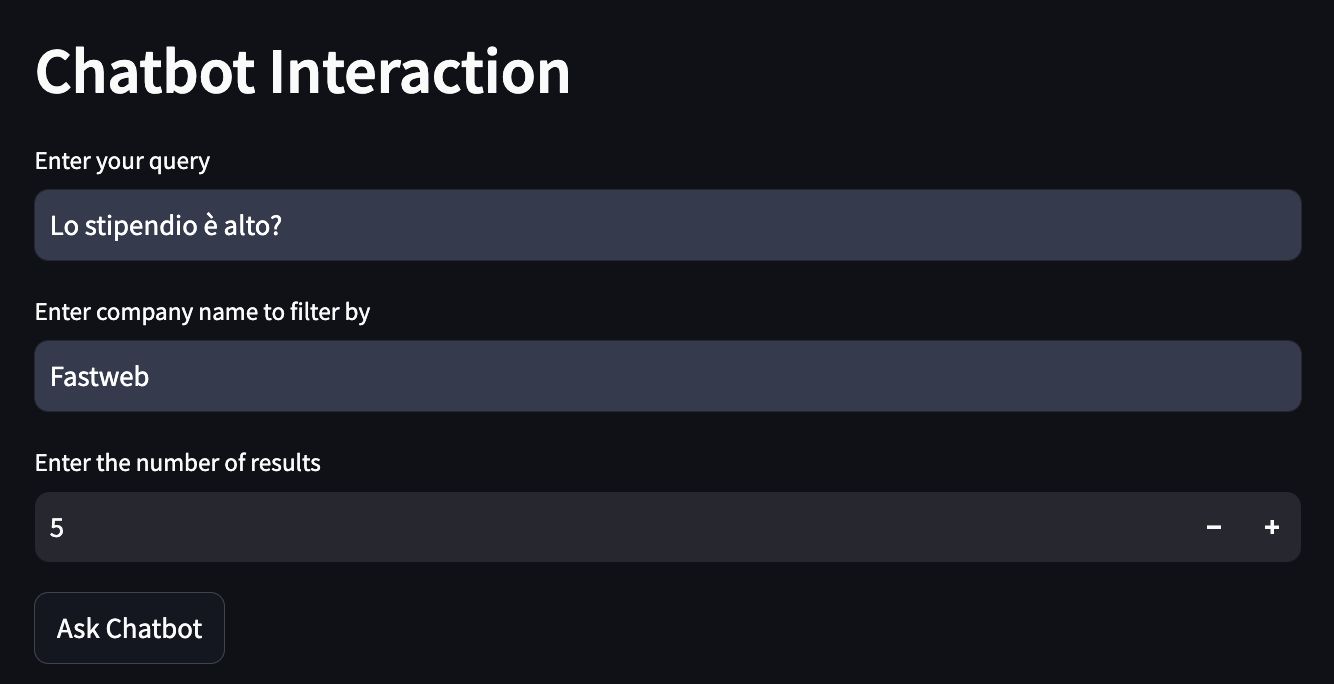 Chatbot Interaction
Enter your query
Lo stipendio è alto?
Enter company name to filter by
Fastweb
Enter the number of results
5 − +
Ask Chatbot